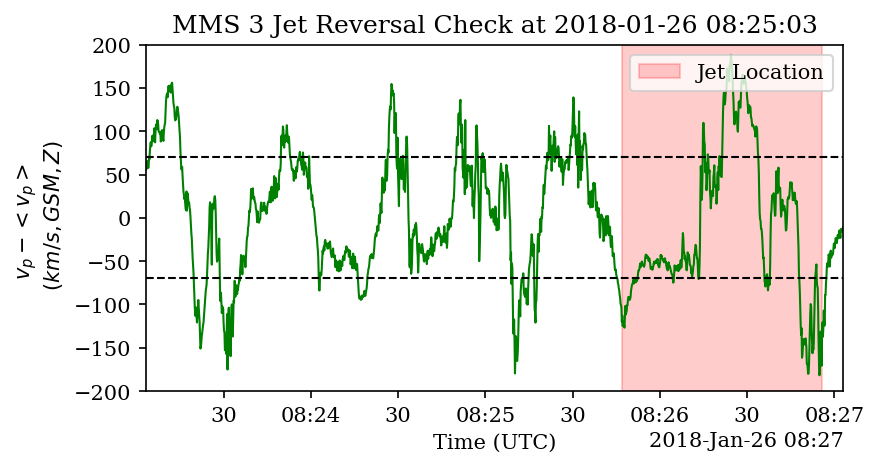 MMS 3 Jet Reversal Check at 2018-01-26 08:25:03
200
150
100
50
0
−50
−100
−150
−200
v_p − < v_p >
(km/s, GSM, Z)
Jet Location
30
08:24
30
08:25
30
08:26
30
08:27
Time (UTC)
2018-Jan-26 08:27